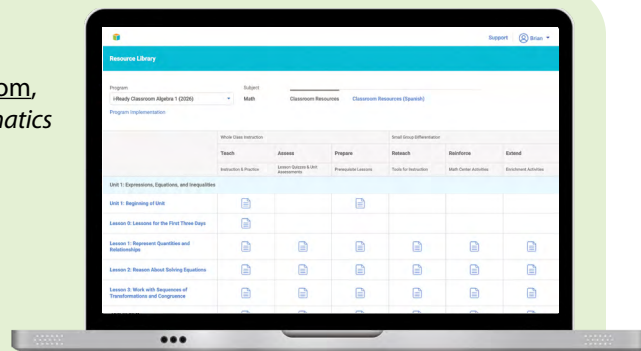 om,
natics
Support
Brian
Resource Library
Program
Subject
i-Ready Classroom Algebra 1 (2026)
Math
Classroom Resources
Classroom Resources (Spanish)
Program Implementation
Whole Class Instruction
Small Group Differentiation
Teach
Assess
Prepare
Reteach
Reinforce
Extend
Instruction & Practice
Lesson Quizzes & Unit
Assessments
Prerequisite Lessons
Tools for Instruction
Math Center Activities
Enrichment Activities
Unit 1: Expressions, Equations, and Inequalities
Unit 1: Beginning of Unit
Lesson 0: Lessons for the First Three Days
Lesson 1: Represent Quantities and
Relationships
Lesson 2: Reason About Solving Equations
Lesson 3: Work with Sequences of
Transformations and Congruence